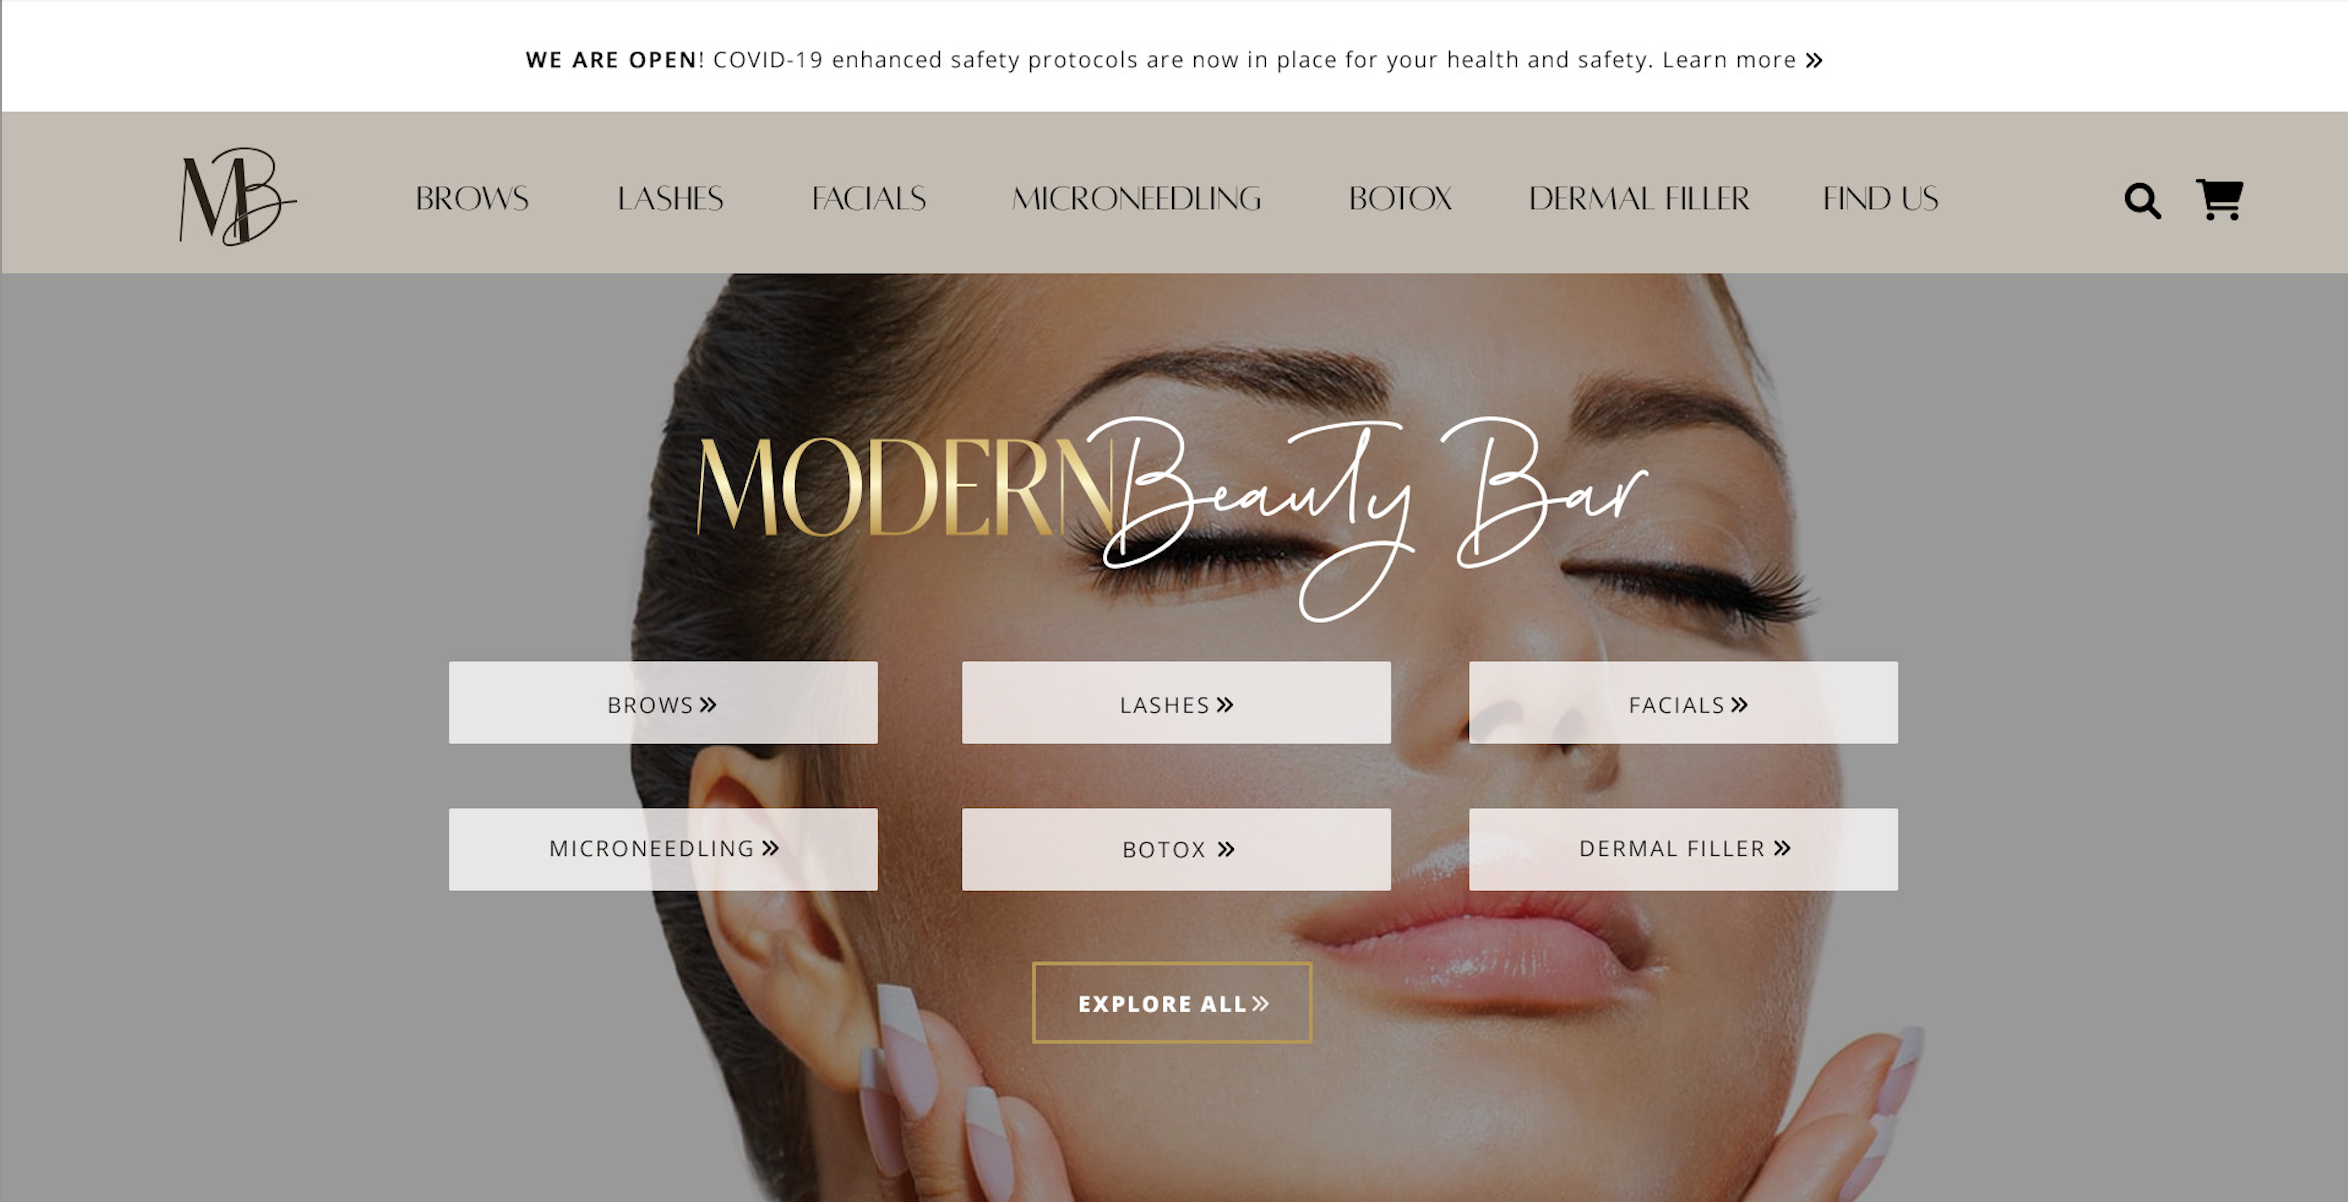 WE ARE OPEN! COVID-19 enhanced safety protocols are now in place for your health and safety. Learn more »
MB
BROWS LASHES FACIALS MICRONEEDLING BOTOX DERMAL FILLER FIND US
MODERN Beauty Bar
BROWS » LASHES » FACIALS »
MICRONEEDLING » BOTOX » DERMAL FILLER »
EXPLORE ALL »